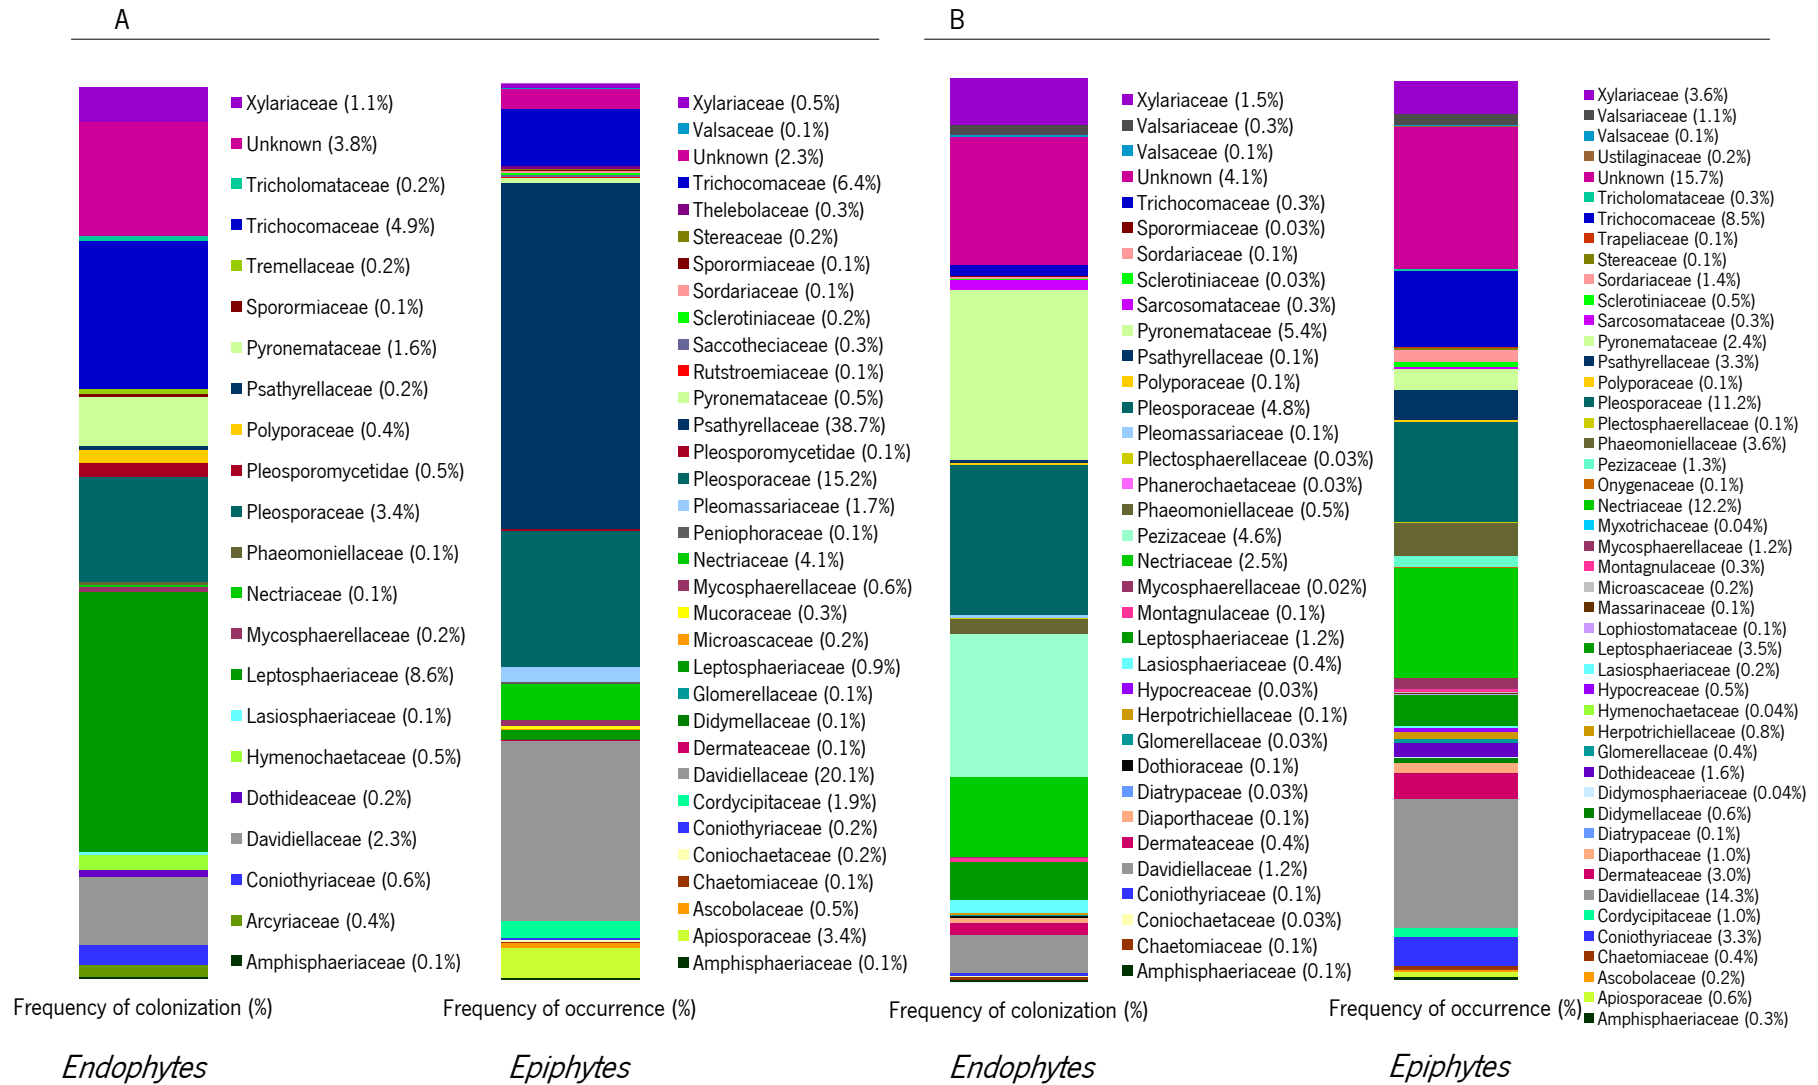 A
B
Xylariaceae (1.1%)
Unknown (3.8%)
Tricholomataceae (0.2%)
Trichocomaceae (4.9%)
Tremellaceae (0.2%)
Sporormiaceae (0.1%)
Pyronemataceae (1.6%)
Psathyrellaceae (0.2%)
Polyporaceae (0.4%)
Pleosporomycetidae (0.5%)
Pleosporaceae (3.4%)
Phaeomoniellaceae (0.1%)
Nectriaceae (0.1%)
Mycosphaerellaceae (0.2%)
Leptosphaeriaceae (8.6%)
Lasiosphaeriaceae (0.1%)
Hymenochaetaceae (0.5%)
Dothideaceae (0.2%)
Davidiellaceae (2.3%)
Coniothyriaceae (0.6%)
Arcyriaceae (0.4%)
Amphisphaeriaceae (0.1%)
Frequency of colonization (%)
Endophytes
Xylariaceae (0.5%)
Valsaceae (0.1%)
Unknown (2.3%)
Trichocomaceae (6.4%)
Thelebolaceae (0.3%)
Stereaceae (0.2%)
Sporormiaceae (0.1%)
Sordariaceae (0.1%)
Sclerotiniaceae (0.2%)
Saccotheciaceae (0.3%)
Rutstroemiaceae (0.1%)
Pyronemataceae (0.5%)
Psathyrellaceae (38.7%)
Pleosporomycetidae (0.1%)
Pleosporaceae (15.2%)
Pleomassariaceae (1.7%)
Peniophoraceae (0.1%)
Nectriaceae (4.1%)
Mycosphaerellaceae (0.6%)
Mucoraceae (0.3%)
Microascaceae (0.2%)
Leptosphaeriaceae (0.9%)
Glomerellaceae (0.1%)
Didymellaceae (0.1%)
Dermateaceae (0.1%)
Davidiellaceae (20.1%)
Cordycipitaceae (1.9%)
Coniothyriaceae (0.2%)
Coniochaetaceae (0.2%)
Chaetomiaceae (0.1%)
Ascobolaceae (0.5%)
Apiosporaceae (3.4%)
Amphisphaeriaceae (0.1%)
Frequency of occurrence (%)
Epiphytes
Xylariaceae (1.5%)
Valsariaceae (0.3%)
Valsaceae (0.1%)
Unknown (4.1%)
Trichocomaceae (0.3%)
Sporormiaceae (0.03%)
Sordariaceae (0.1%)
Sclerotiniaceae (0.03%)
Sarcosomataceae (0.3%)
Pyronemataceae (5.4%)
Psathyrellaceae (0.1%)
Polyporaceae (0.1%)
Pleosporaceae (4.8%)
Pleomassariaceae (0.1%)
Plectosphaerellaceae (0.03%)
Phanerochaetaceae (0.03%)
Phaeomoniellaceae (0.5%)
Pezizaceae (4.6%)
Nectriaceae (2.5%)
Mycosphaerellaceae (0.02%)
Montagnulaceae (0.1%)
Leptosphaeriaceae (1.2%)
Lasiosphaeriaceae (0.4%)
Hypocreaceae (0.03%)
Herpotrichiellaceae (0.1%)
Glomerellaceae (0.03%)
Dothioraceae (0.1%)
Diatrypaceae (0.03%)
Diaporthaceae (0.1%)
Dermateaceae (0.4%)
Davidiellaceae (1.2%)
Coniothyriaceae (0.1%)
Coniochaetaceae (0.03%)
Chaetomiaceae (0.1%)
Amphisphaeriaceae (0.1%)
Frequency of colonization (%)
Endophytes
Xylariaceae (3.6%)
Valsariaceae (1.1%)
Valsaceae (0.1%)
Ustilaginaceae (0.2%)
Unknown (15.7%)
Tricholomataceae (0.3%)
Trichocomaceae (8.5%)
Trapeliaceae (0.1%)
Stereaceae (0.1%)
Sordariaceae (1.4%)
Sclerotiniaceae (0.5%)
Sarcosomataceae (0.3%)
Pyronemataceae (2.4%)
Psathyrellaceae (3.3%)
Polyporaceae (0.1%)
Pleosporaceae (11.2%)
Plectosphaerellaceae (0.1%)
Phaeomoniellaceae (3.6%)
Pezizaceae (1.3%)
Onygenaceae (0.1%)
Nectriaceae (12.2%)
Myxotrichaceae (0.04%)
Mycosphaerellaceae (1.2%)
Montagnulaceae (0.3%)
Microascaceae (0.2%)
Massarinaceae (0.1%)
Lophiostomataceae (0.1%)
Leptosphaeriaceae (3.5%)
Lasiosphaeriaceae (0.2%)
Hypocreaceae (0.5%)
Hymenochaetaceae (0.04%)
Herpotrichiellaceae (0.8%)
Glomerellaceae (0.4%)
Dothideaceae (1.6%)
Didymosphaeriaceae (0.04%)
Didymellaceae (0.6%)
Diatrypaceae (0.1%)
Diaporthaceae (1.0%)
Dermateaceae (3.0%)
Davidiellaceae (14.3%)
Cordycipitaceae (1.0%)
Coniothyriaceae (3.3%)
Chaetomiaceae (0.4%)
Ascobolaceae (0.2%)
Apiosporaceae (0.6%)
Amphisphaeriaceae (0.3%)
Frequency of occurrence (%)
Epiphytes